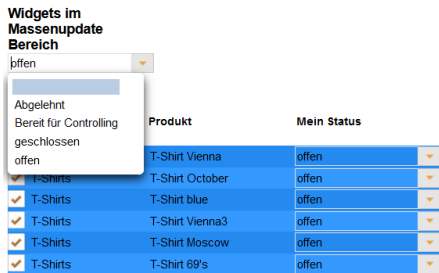 Widgets im
Massenupdate
Bereich
offen
Abgelehnt
Bereit für Controlling
geschlossen
offen
Produkt Mein Status
T-Shirt Vienna offen
T-Shirts T-Shirt October offen
T-Shirts T-Shirt blue offen
T-Shirts T-Shirt Vienna3 offen
T-Shirts T-Shirt Moscow offen
T-Shirts T-Shirt 69's offen